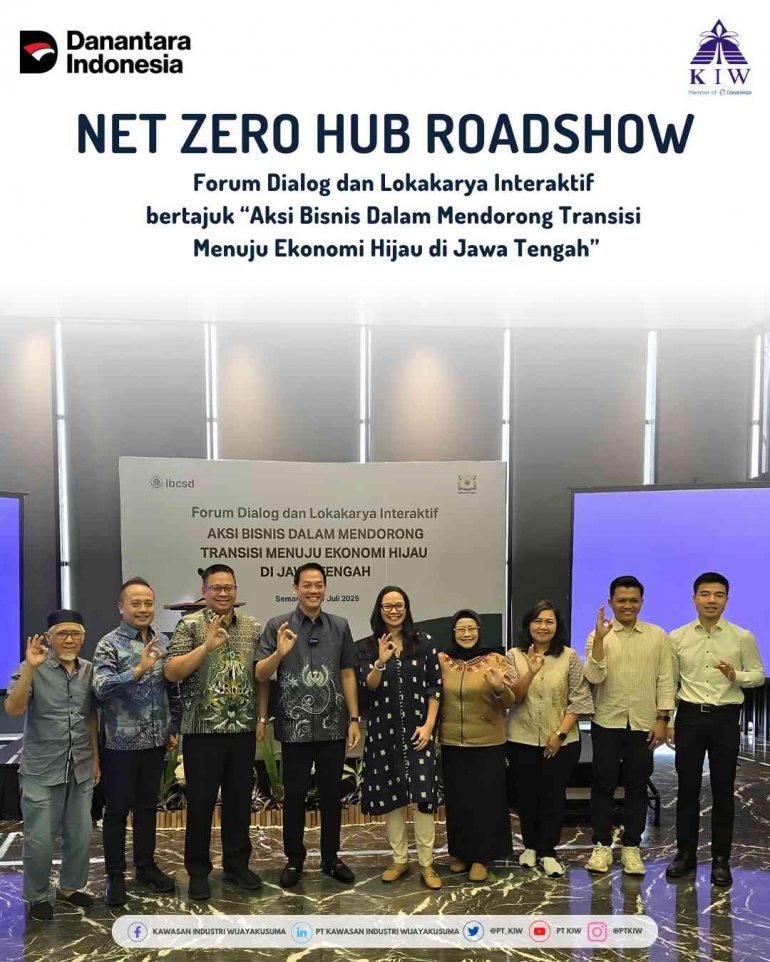 Danantara
Indonesia
KIW
Member of Danareksa
NET ZERO HUB ROADSHOW
Forum Dialog dan Lokakarya Interaktif
bertajuk “Aksi Bisnis Dalam Mendorong Transisi
Menuju Ekonomi Hijau di Jawa Tengah”
ibcsd
Forum Dialog dan Lokakarya Interaktif
AKSI BISNIS DALAM MENDORONG
TRANSISI MENUJU EKONOMI HIJAU
DI JAWA TENGAH
Juli 2025
KAWASAN INDUSTRI WIJAYAKUSUMA PT KAWASAN INDUSTRI WIJAYAKUSUMA @PT_KIW PT KIW @PTKIW